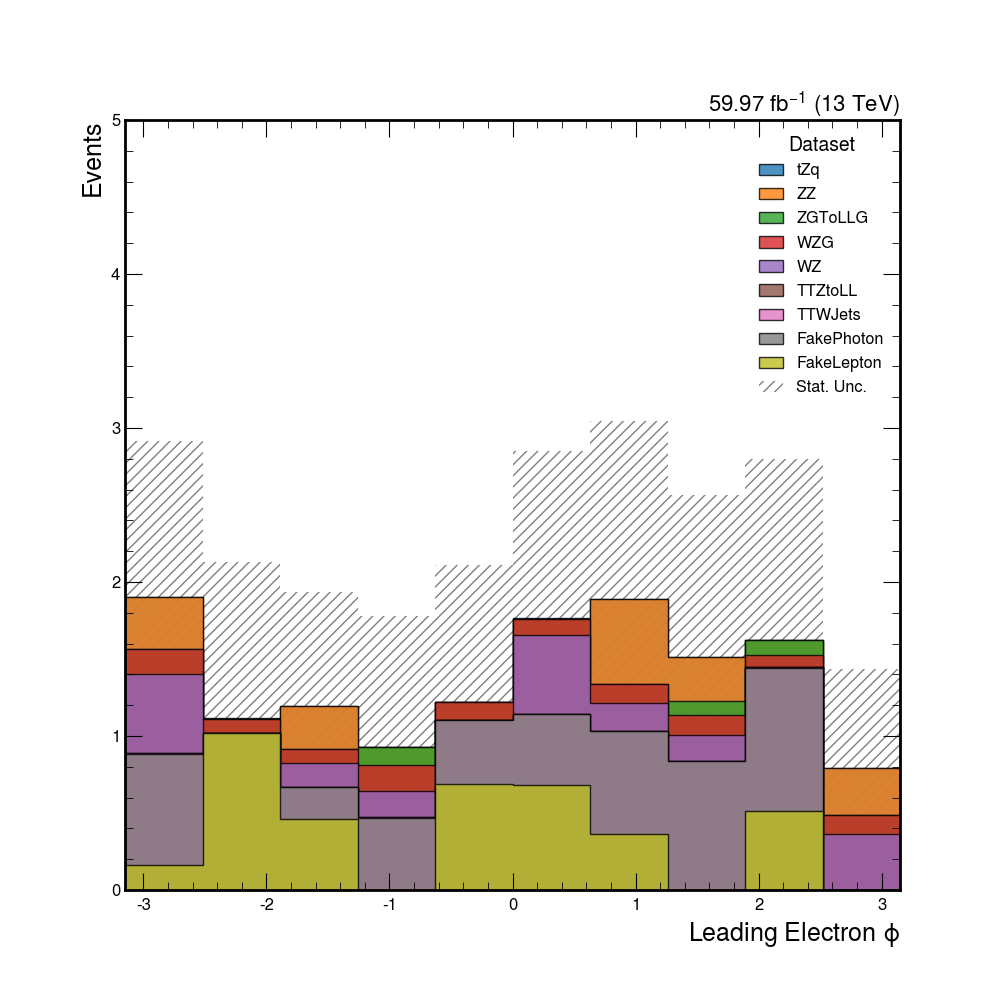 59.97 fb⁻¹ (13 TeV)
Events
5
4
3
2
1
0
Dataset
tZq
ZZ
ZGToLLG
WZG
WZ
TTZtoLL
TTWJets
FakePhoton
FakeLepton
Stat. Unc.
-3 -2 -1 0 1 2 3
Leading Electron ϕ